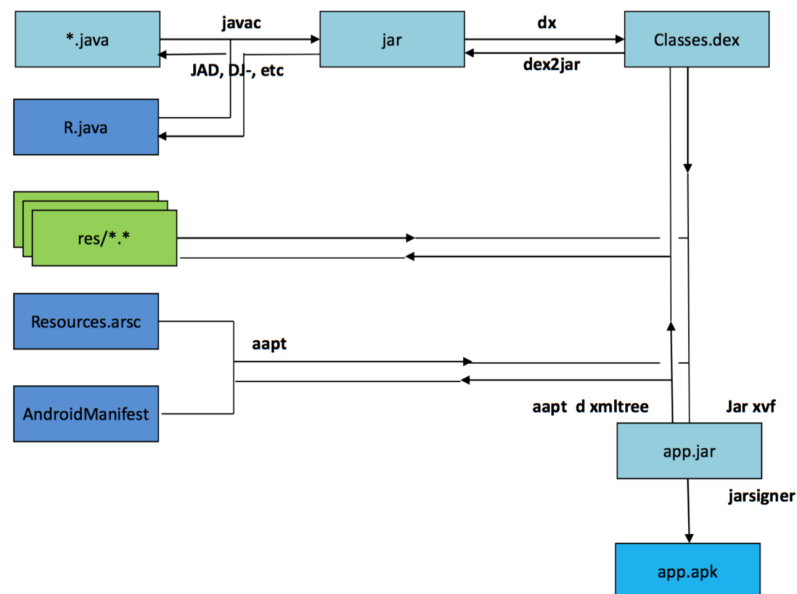 *.java
javac
jar
dx
Classes.dex
JAD, DJ-, etc
dex2jar
R.java
res/*.*
Resources.arsc
aapt
AndroidManifest
aapt d xmltree
Jar xvf
app.jar
jarsigner
app.apk